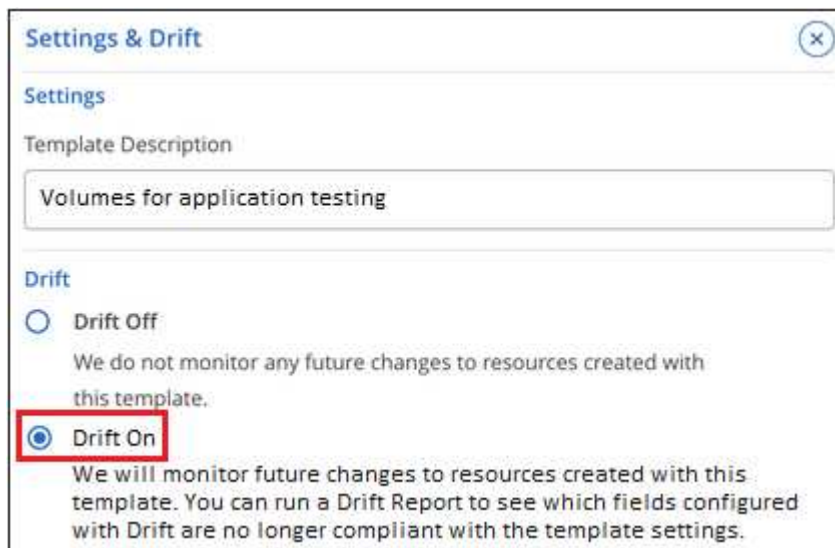 Settings & Drift
Settings
Template Description
Volumes for application testing
Drift
Drift Off
We do not monitor any future changes to resources created with
this template.
Drift On
We will monitor future changes to resources created with this
template. You can run a Drift Report to see which fields configured
with Drift are no longer compliant with the template settings.